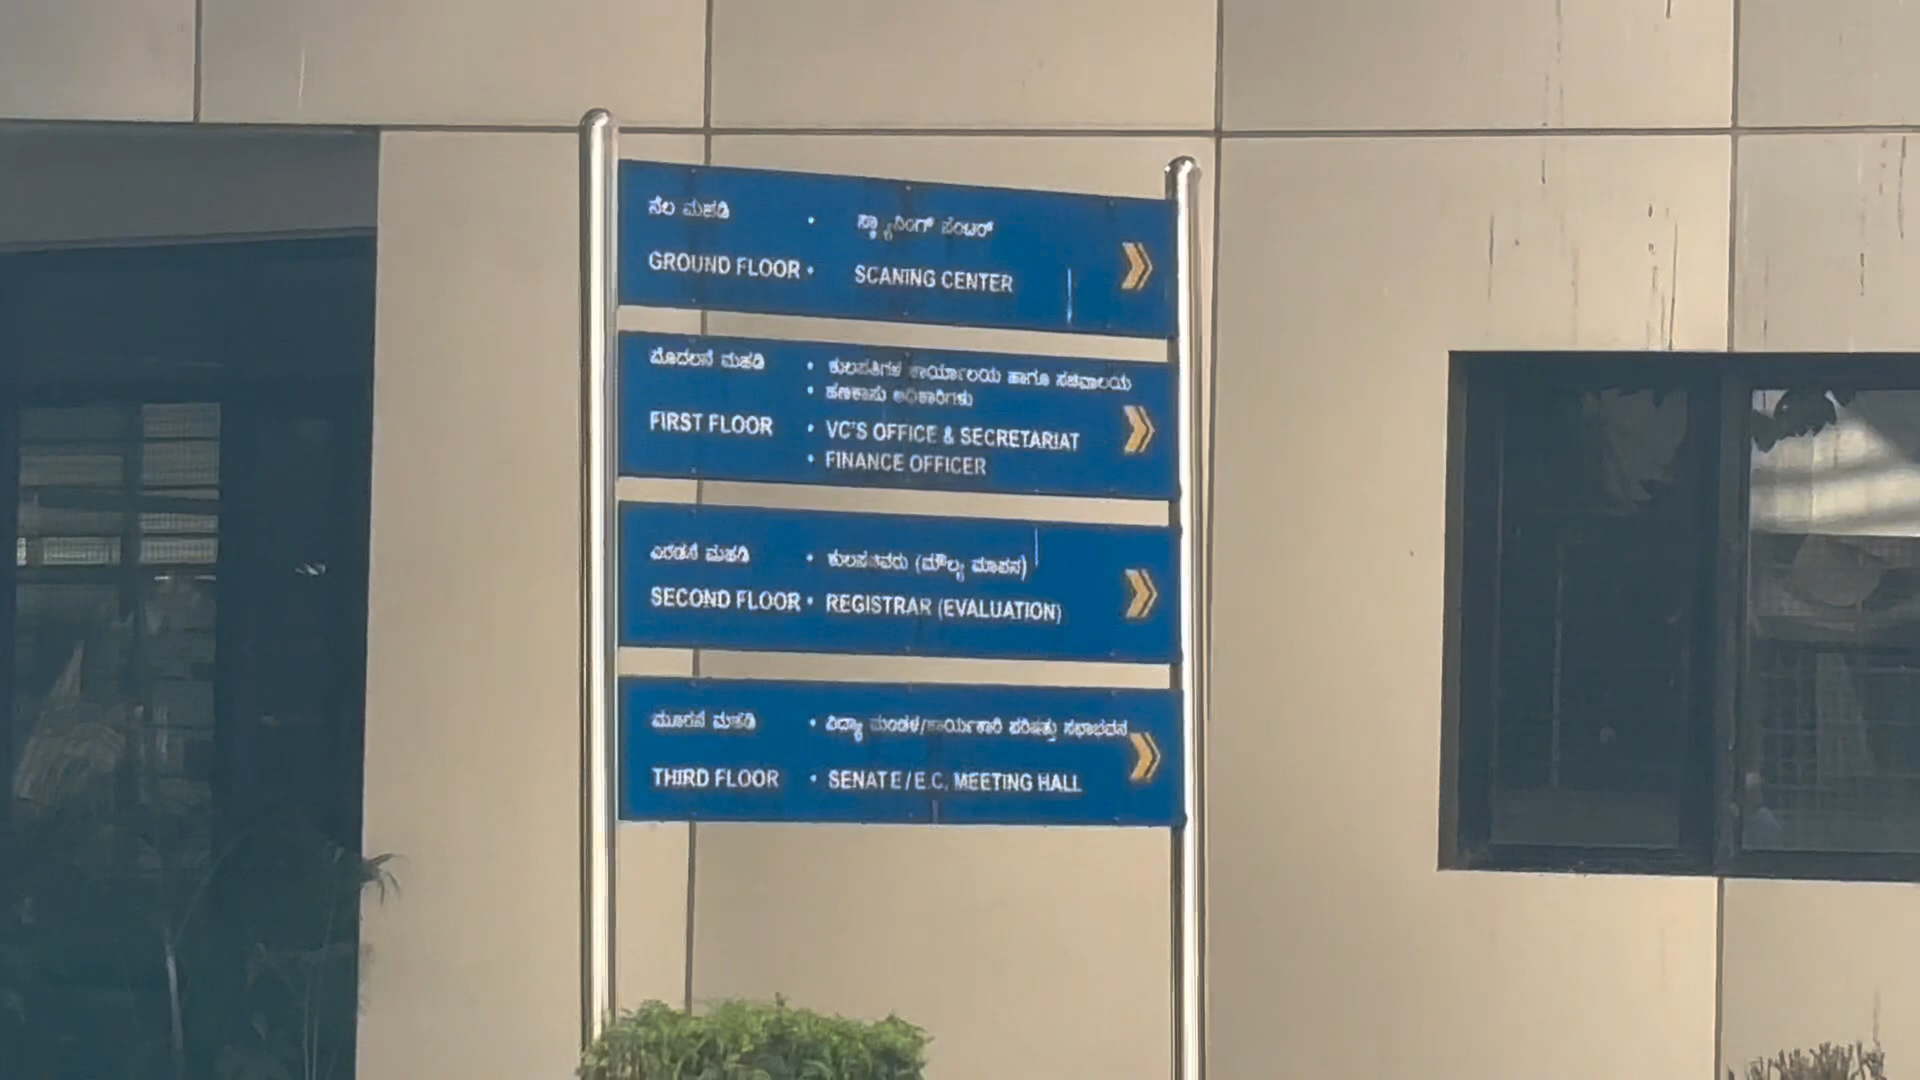 ನೆಲ ಮಹಡಿ • ಸ್ಕ್ಯಾನಿಂಗ್ ಸೆಂಟರ್
GROUND FLOOR • SCANING CENTER
ಮೊದಲನೆ ಮಹಡಿ • ಕುಲಪತಿಗಳ ಕಾರ್ಯಾಲಯ ಹಾಗೂ ಸಚಿವಾಲಯ
• ಹಣಕಾಸು ಅಧಿಕಾರಿಗಳು
FIRST FLOOR • VC'S OFFICE & SECRETARIAT
• FINANCE OFFICER
ಎರಡನೆ ಮಹಡಿ • ಕುಲಸಚಿವರು (ಮೌಲ್ಯ ಮಾಪನ)
SECOND FLOOR • REGISTRAR (EVALUATION)
ಮೂರನೆ ಮಹಡಿ • ವಿದ್ಯಾ ಮಂಡಳ/ಕಾರ್ಯಕಾರಿ ಪರಿಷತ್ತು ಸಭಾಭವನ
THIRD FLOOR • SENATE/E.C. MEETING HALL